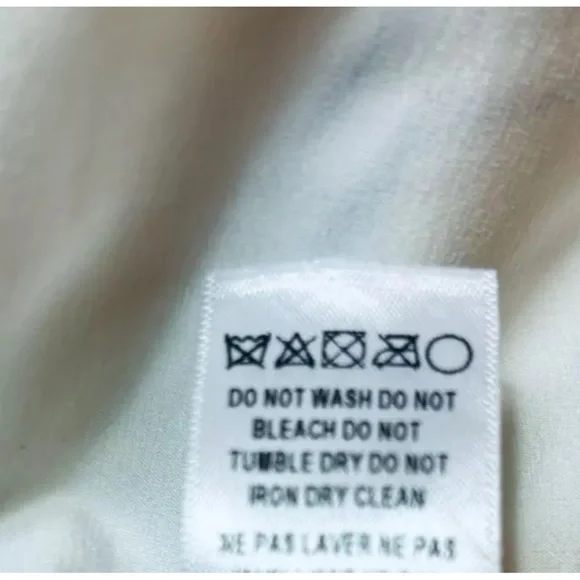 DO NOT WASH DO NOT
BLEACH DO NOT
TUMBLE DRY DO NOT
IRON DRY CLEAN
NE PAS LAVER NE PAS